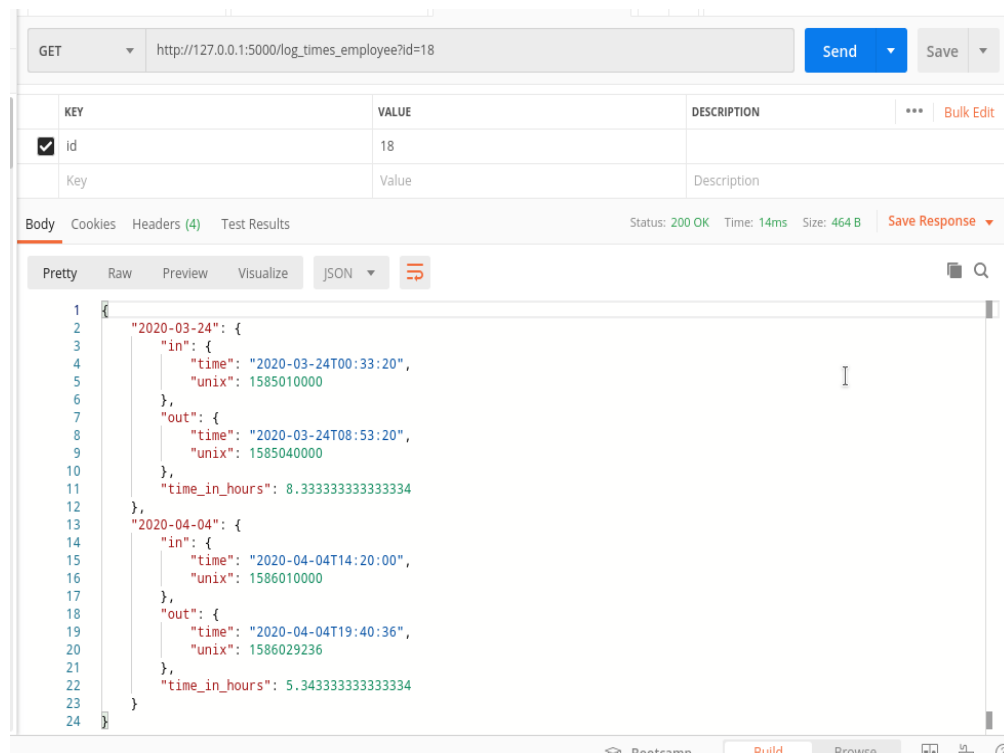 GET http://127.0.0.1:5000/log_times_employee?id=18 Send Save
KEY VALUE DESCRIPTION ••• Bulk Edit
id 18
Key Value Description
Body Cookies Headers (4) Test Results Status: 200 OK Time: 14ms Size: 464 B Save Response
Pretty Raw Preview Visualize JSON
1 {
2 "2020-03-24": {
3 "in": {
4 "time": "2020-03-24T00:33:20",
5 "unix": 1585010000
6 },
7 "out": {
8 "time": "2020-03-24T08:53:20",
9 "unix": 1585040000
10 },
11 "time_in_hours": 8.333333333333334
12 },
13 "2020-04-04": {
14 "in": {
15 "time": "2020-04-04T14:20:00",
16 "unix": 1586010000
17 },
18 "out": {
19 "time": "2020-04-04T19:40:36",
20 "unix": 1586029236
21 },
22 "time_in_hours": 5.343333333333334
23 }
24 }
Bootcamp Build Browse